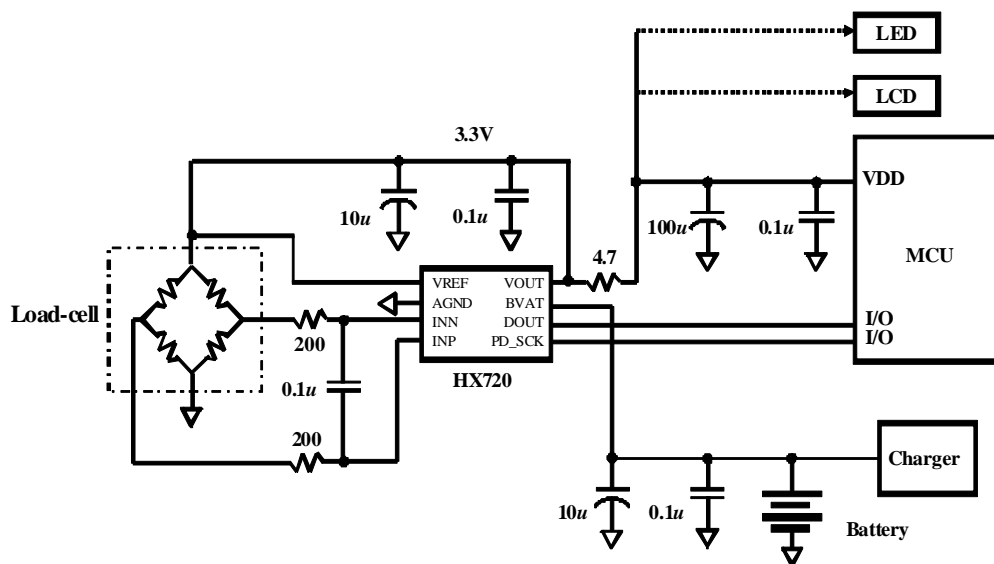 LED
LCD
3.3V
VDD
10u
0.1u
100u
0.1u
MCU
4.7
Load-cell
VREF
VOUT
AGND
BVAT
INN
DOUT
INP
PD_SCK
I/O
I/O
200
HX720
0.1u
200
Charger
10u
0.1u
Battery